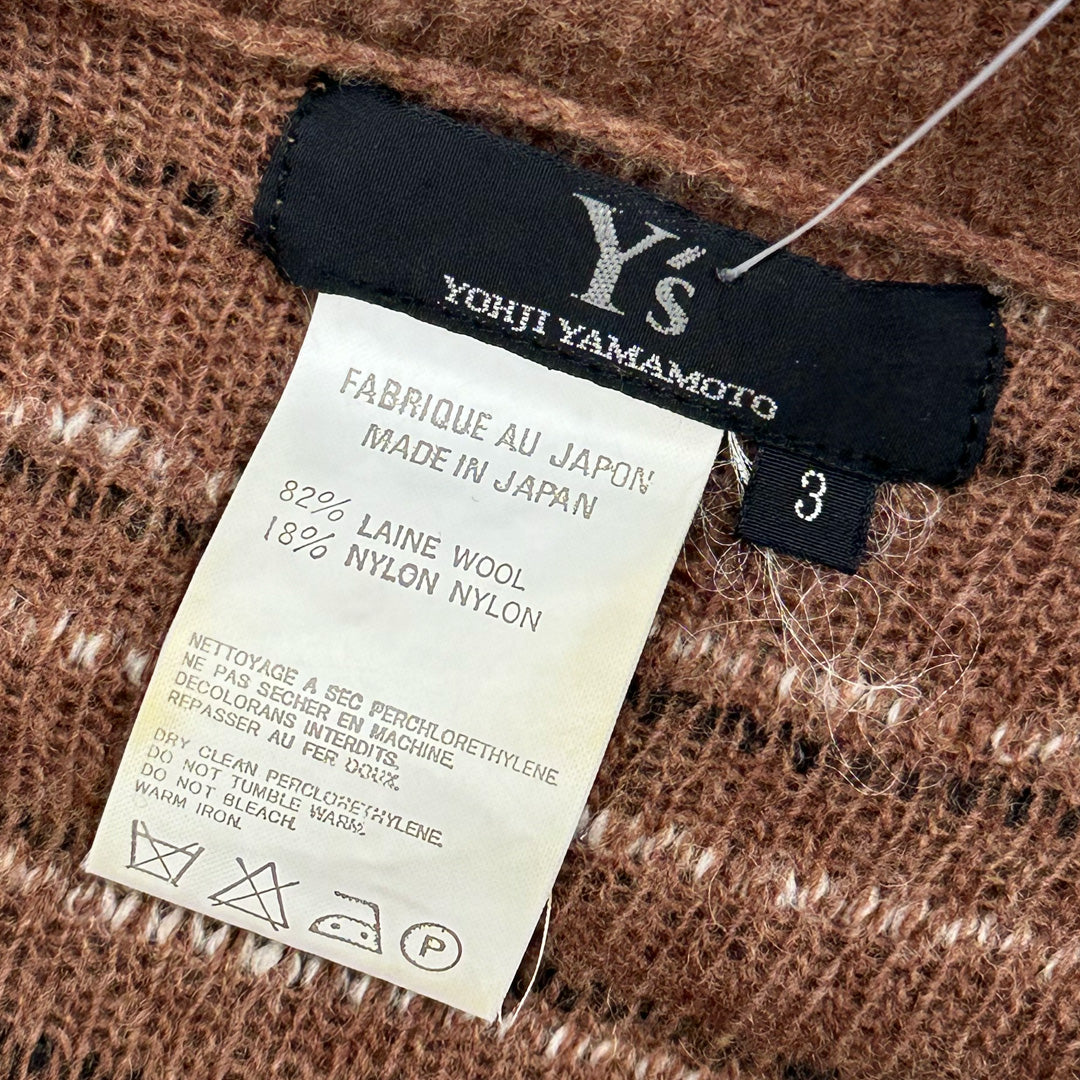 Y's
YOHJI YAMAMOTO
3
FABRIQUE AU JAPON
MADE IN JAPAN
82% LAINE WOOL
18% NYLON NYLON
NETTOYAGE A SEC PERCHLORETHYLENE
NE PAS SECHER EN MACHINE
DECOLORANS INTERDITS.
REPASSER AU FER DOUX.
DRY CLEAN PERCLORETHYLENE.
DO NOT TUMBLE WARM.
DO NOT BLEACH.
WARM IRON.
P